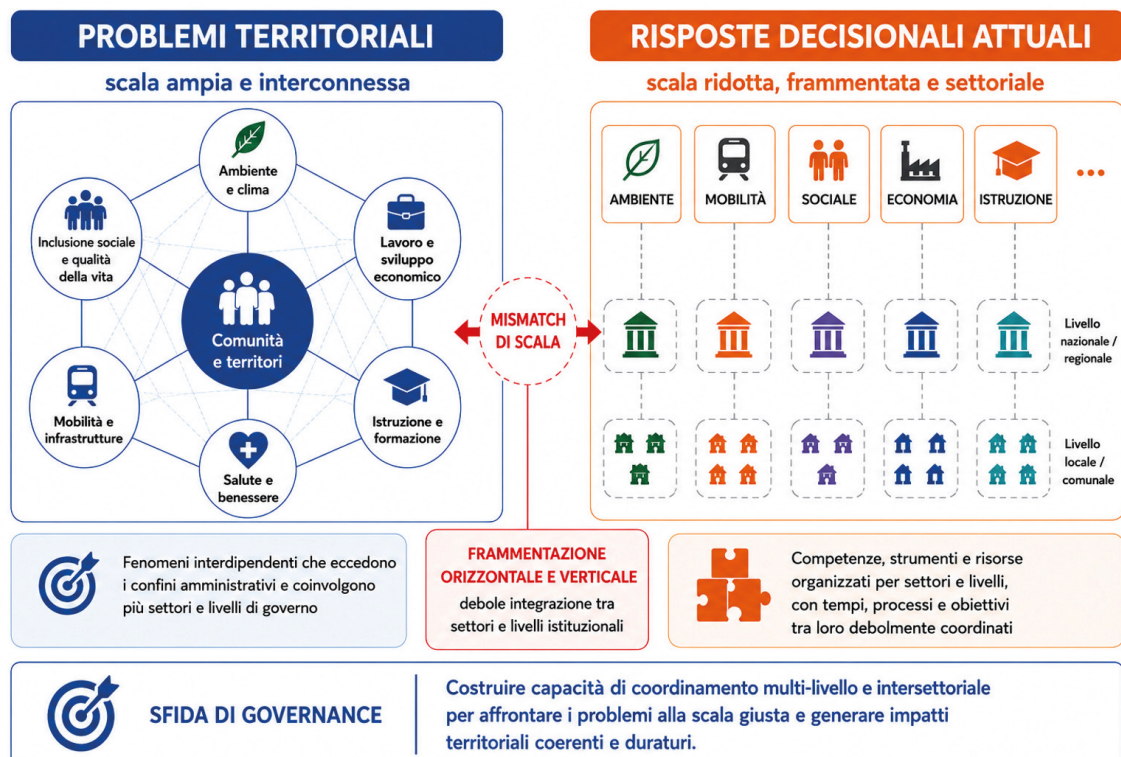 PROBLEMI TERRITORIALI
scala ampia e interconnessa
Ambiente
e clima
Inclusione sociale
e qualità
della vita
Lavoro e
sviluppo
economico
Comunità
e territori
Mobilità e
infrastrutture
Istruzione e
formazione
Salute e
benessere
MISMATCH
DI SCALA
RISPOSTE DECISIONALI ATTUALI
scala ridotta, frammentata e settoriale
AMBIENTE
MOBILITÀ
SOCIALE
ECONOMIA
ISTRUZIONE
...
Livello
nazionale /
regionale
Livello
locale /
comunale
Fenomeni interdipendenti che eccedono
i confini amministrativi e coinvolgono
più settori e livelli di governo
FRAMMENTAZIONE
ORIZZONTALE E VERTICALE
debole integrazione tra
settori e livelli istituzionali
Competenze, strumenti e risorse
organizzati per settori e livelli,
con tempi, processi e obiettivi
tra loro debolmente coordinati
SFIDA DI GOVERNANCE
Costruire capacità di coordinamento multi-livello e intersettoriale
per affrontare i problemi alla scala giusta e generare impatti
territoriali coerenti e duraturi.